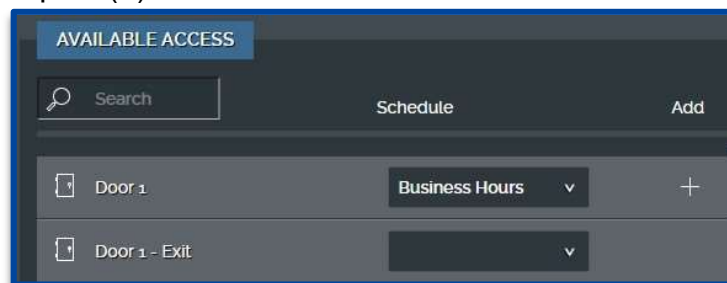 AVAILABLE ACCESS
Search Schedule Add
Door 1 Business Hours
Door 1 - Exit